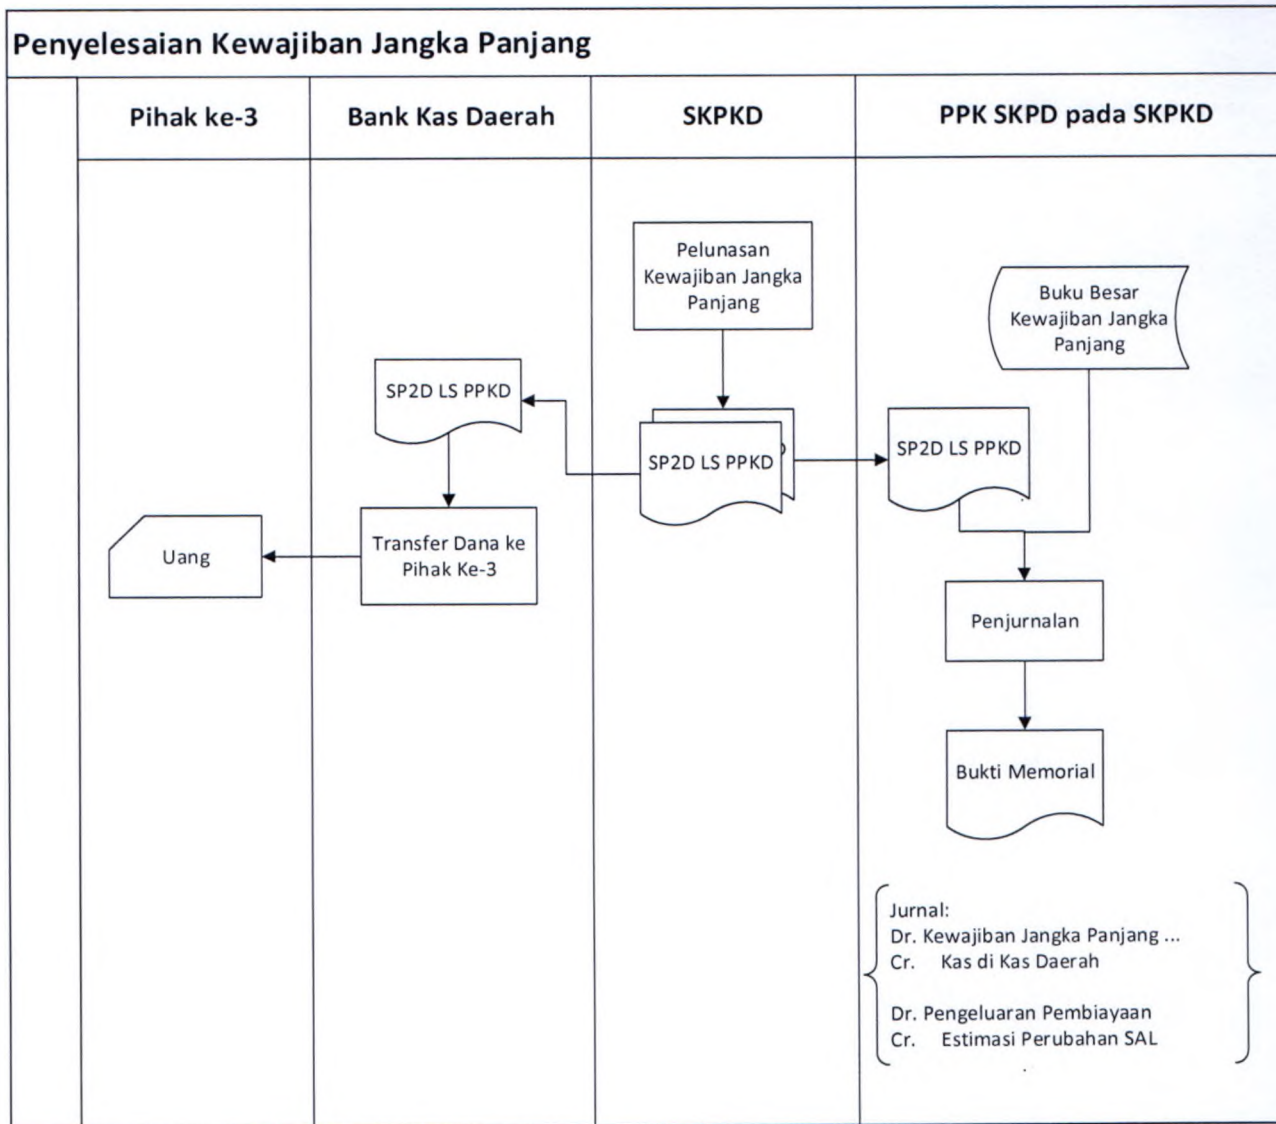 Penyelesaian Kewajiban Jangka Panjang
Pihak ke-3
Bank Kas Daerah
SKPKD
PPK SKPD pada SKPKD
Pelunasan
Kewajiban Jangka
Panjang
Buku Besar
Kewajiban Jangka
Panjang
SP2D LS PPKD
SP2D LS PPKD
SP2D LS PPKD
Uang
Transfer Dana ke
Pihak Ke-3
Penjurnalan
Bukti Memorial
Jurnal:
Dr. Kewajiban Jangka Panjang ...
Cr. Kas di Kas Daerah
Dr. Pengeluaran Pembiayaan
Cr. Estimasi Perubahan SAL